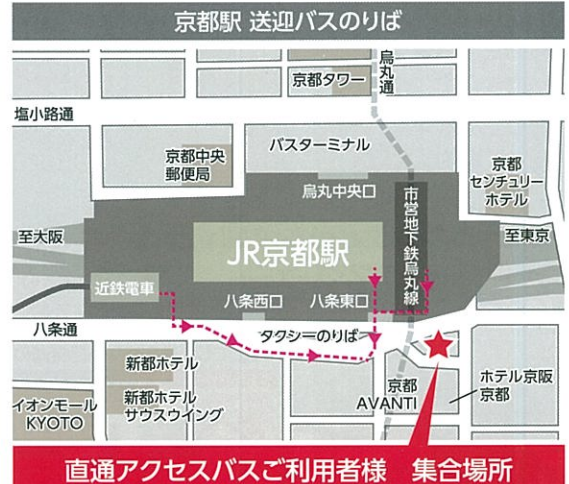 京都駅 送迎バスのりば
京都タワー
烏丸通
塩小路通
バスターミナル
京都中央
郵便局
京都
センチュリー
ホテル
烏丸中央口
市営地下鉄烏丸線
JR京都駅
至大阪
至東京
近鉄電車
八条西口
八条東口
八条通
タクシーのりば
新都ホテル
新都ホテル
サウスウイング
イオンモール
KYOTO
京都
AVANTI
ホテル京阪
京都
直通アクセスバスご利用者様 集合場所